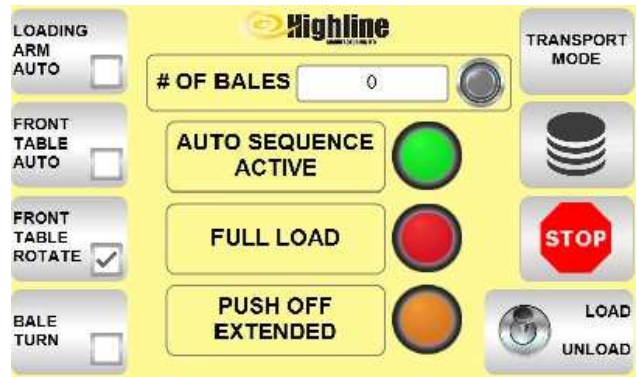 LOADING
ARM
AUTO
FRONT
TABLE
AUTO
FRONT
TABLE
ROTATE
BALE
TURN
Highline
# OF BALES
0
AUTO SEQUENCE
ACTIVE
FULL LOAD
PUSH OFF
EXTENDED
TRANSPORT
MODE
STOP
LOAD
UNLOAD